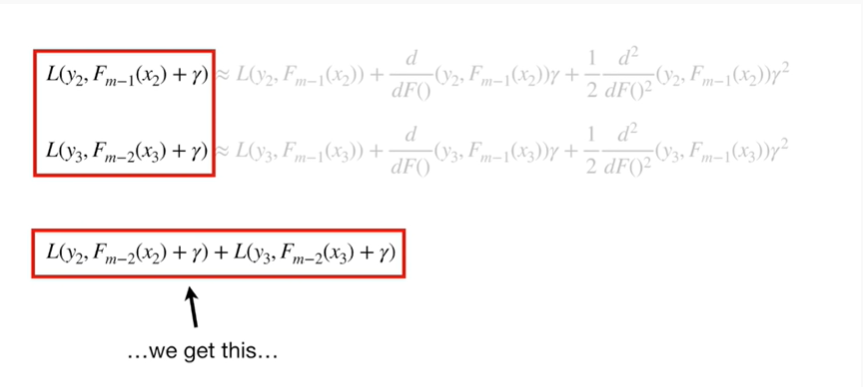 L(y₂, Fₘ₋₁(x₂) + γ) ≈ L(y₂, Fₘ₋₁(x₂)) + d/dF() (y₂, Fₘ₋₁(x₂))γ + 1/2 d²/dF()² (y₂, Fₘ₋₁(x₂))γ²
L(y₃, Fₘ₋₂(x₃) + γ) ≈ L(y₃, Fₘ₋₁(x₃)) + d/dF() (y₃, Fₘ₋₁(x₃))γ + 1/2 d²/dF()² (y₃, Fₘ₋₁(x₃))γ²
L(y₂, Fₘ₋₂(x₂) + γ) + L(y₃, Fₘ₋₂(x₃) + γ)
…we get this…